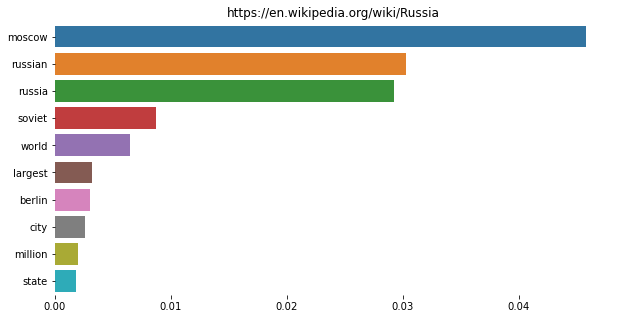 https://en.wikipedia.org/wiki/Russia
moscow
russian
russia
soviet
world
largest
berlin
city
million
state
0.00 0.01 0.02 0.03 0.04